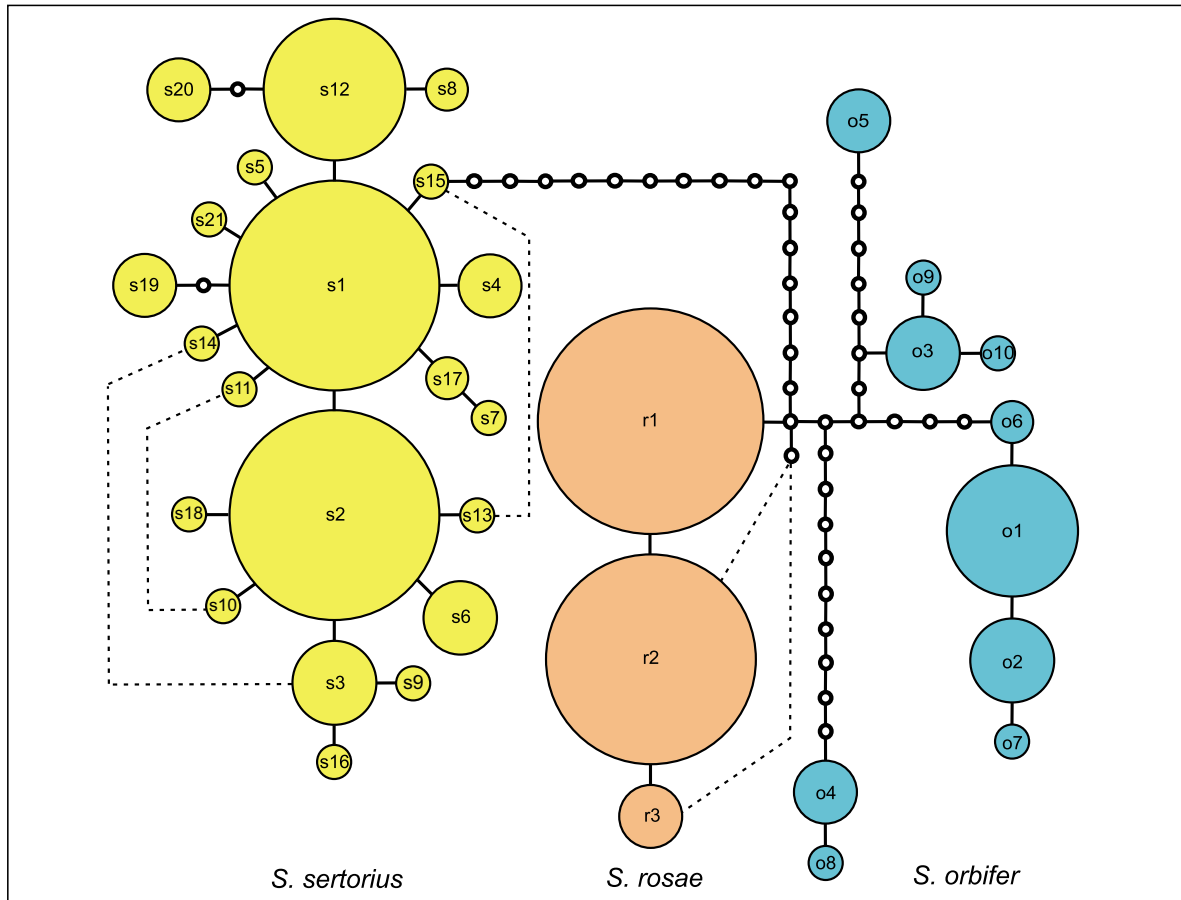 s20
s12
s8
s5
s15
s21
s19
s1
s4
s14
s11
s17
s7
s18
s2
s13
s10
s6
s3
s9
s16
r1
r2
r3
o5
o9
o3
o10
o6
o1
o2
o7
o4
o8
S. sertorius
S. rosae
S. orbifer